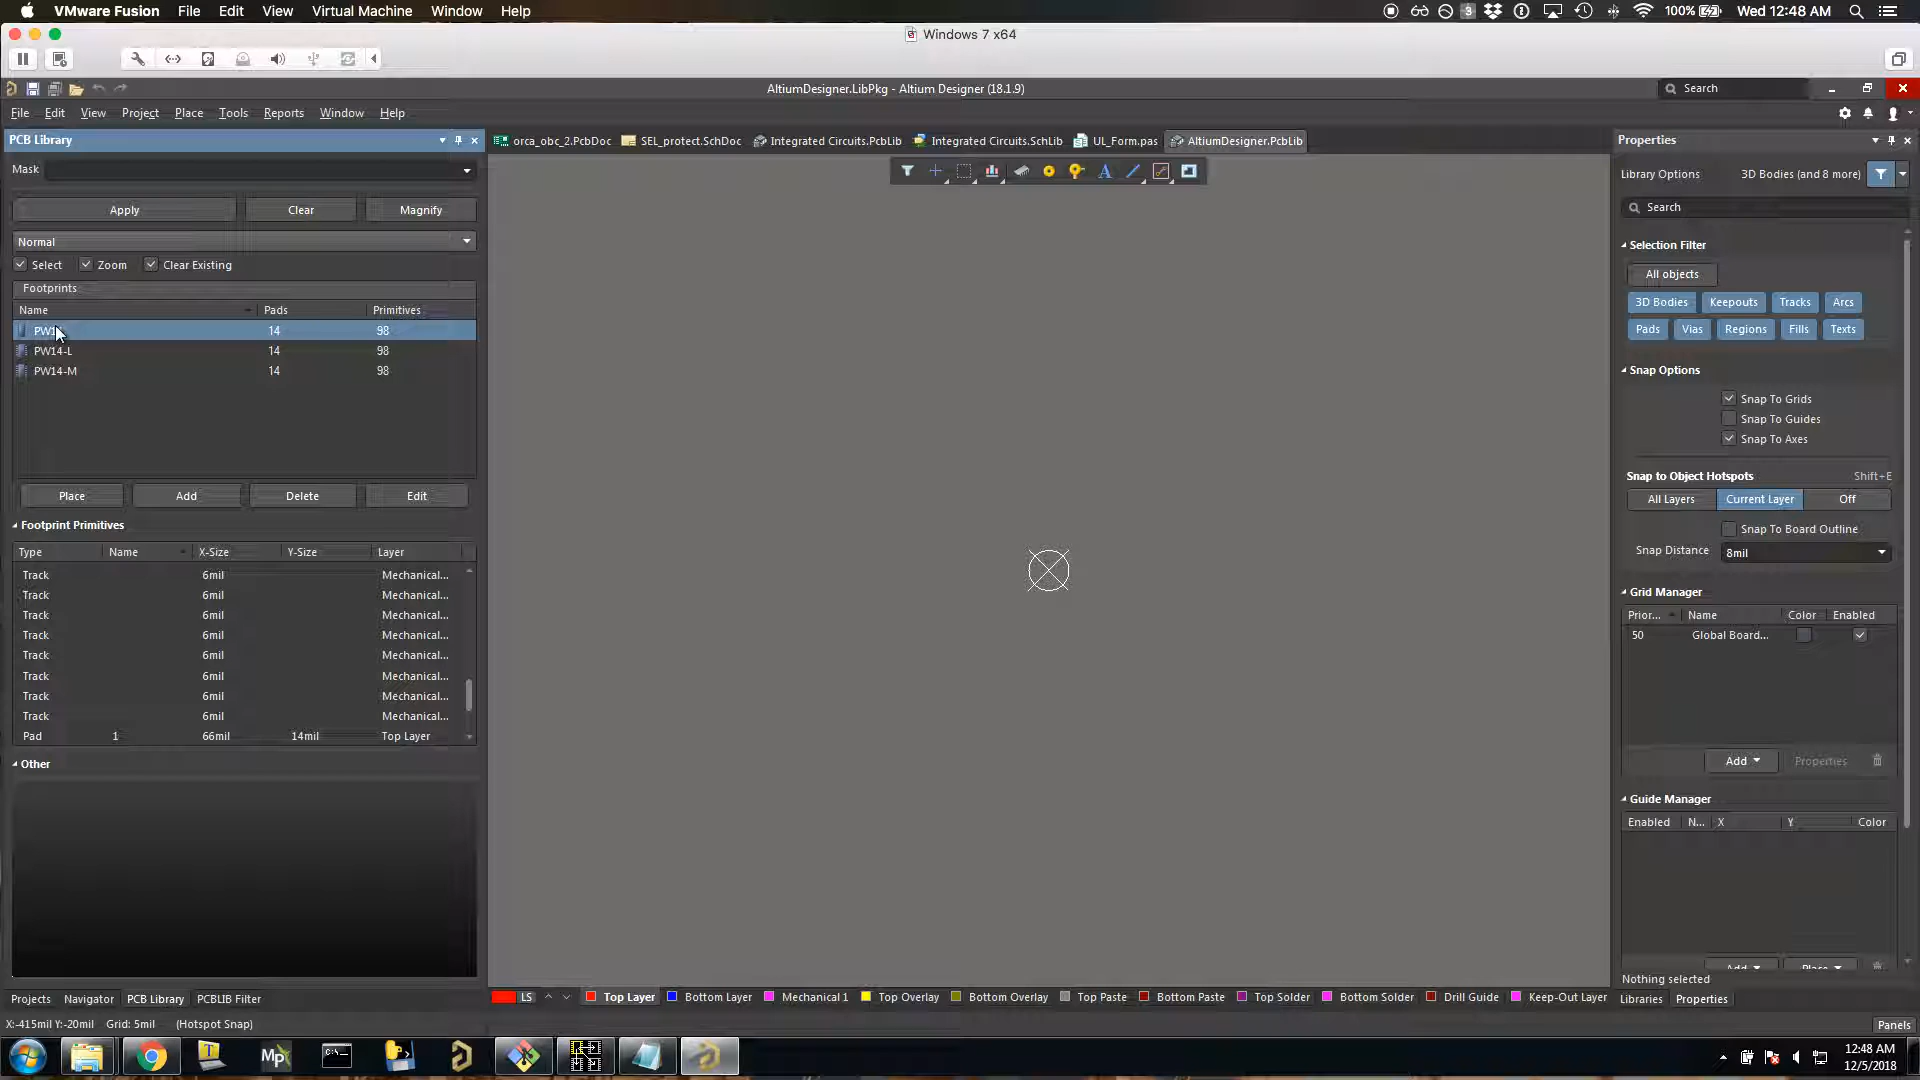 VMware Fusion File Edit View Virtual Machine Window Help 3 100% Wed 12:48 AM
Windows 7 x64
AltiumDesigner.LibPkg - Altium Designer (18.1.9) Search
File Edit View Project Place Tools Reports Window Help
PCB Library orca_obc_2.PcbDoc SEL_protect.SchDoc Integrated Circuits.PcbLib Integrated Circuits.SchLib UL_Form.pas AltiumDesigner.PcbLib Properties
Mask
Library Options 3D Bodies (and 8 more)
Apply Clear Magnify
Search
Normal
Selection Filter
Select Zoom Clear Existing
All objects
Footprints
3D Bodies Keepouts Tracks Arcs
Name Pads Primitives
Pads Vias Regions Fills Texts
14 98
PW14-L 14 98
PW14-M 14 98
Snap Options
Snap To Grids
Snap To Guides
Snap To Axes
Snap to Object Hotspots Shift+E
Place Add Delete Edit
All Layers Current Layer Off
Footprint Primitives
Snap To Board Outline
Snap Distance 8mil
Type Name X-Size Y-Size Layer
Track 6mil Mechanical...
Track 6mil Mechanical...
Track 6mil Mechanical...
Track 6mil Mechanical...
Track 6mil Mechanical...
Track 6mil Mechanical...
Track 6mil Mechanical...
Track 6mil Mechanical...
Pad 1 66mil 14mil Top Layer
Grid Manager
Prior... Name Color Enabled
50 Global Board...
Add Properties
Other
Guide Manager
Enabled N... X Y Color
Add Place
Nothing selected
Projects Navigator PCB Library PCBLIB Filter LS Top Layer Bottom Layer Mechanical 1 Top Overlay Bottom Overlay Top Paste Bottom Paste Top Solder Bottom Solder Drill Guide Keep-Out Layer Libraries Properties
X:-415mil Y:-20mil Grid: 5mil (Hotspot Snap) Panels
Mp C:\_
12:48 AM
12/5/2018